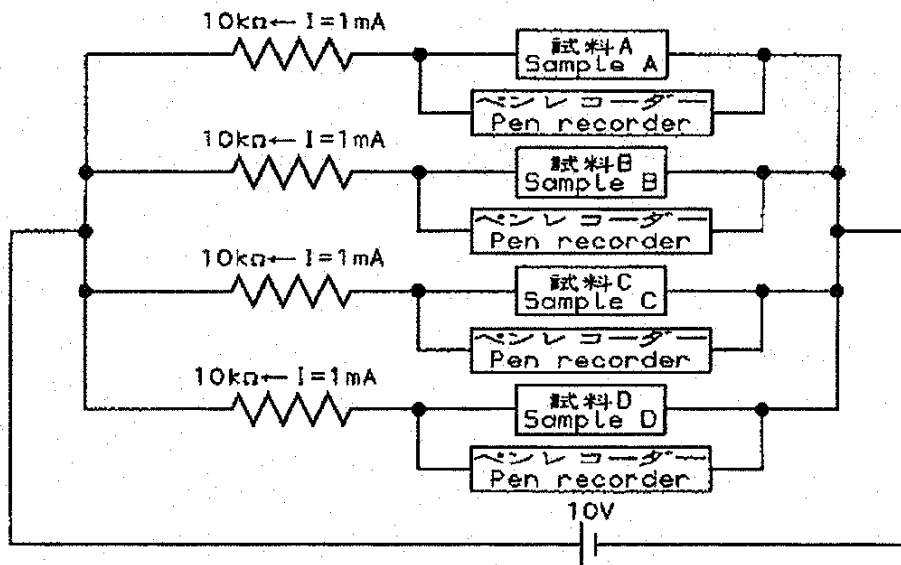 10kΩ← I=1mA
試料A
Sample A
ペンレコーダー
Pen recorder
10kΩ← I=1mA
試料B
Sample B
ペンレコーダー
Pen recorder
10kΩ← I=1mA
試料C
Sample C
ペンレコーダー
Pen recorder
10kΩ← I=1mA
試料D
Sample D
ペンレコーダー
Pen recorder
10V